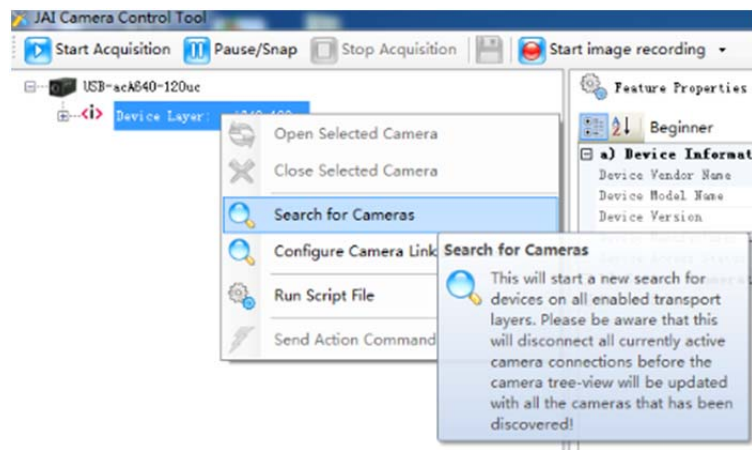 JAI Camera Control Tool
Start Acquisition Pause/Snap Stop Acquisition Start image recording
USB-acA640-120uc
Feature Properties
Device Layer:
Beginner
Open Selected Camera
a) Device Informat
Close Selected Camera
Device Vendor Name
Device Model Name
Search for Cameras
Device Version
Configure Camera Link
Search for Cameras
This will start a new search for
Run Script File
devices on all enabled transport
layers. Please be aware that this
Send Action Command
will disconnect all currently active
camera connections before the
camera tree-view will be updated
with all the cameras that has been
discovered!